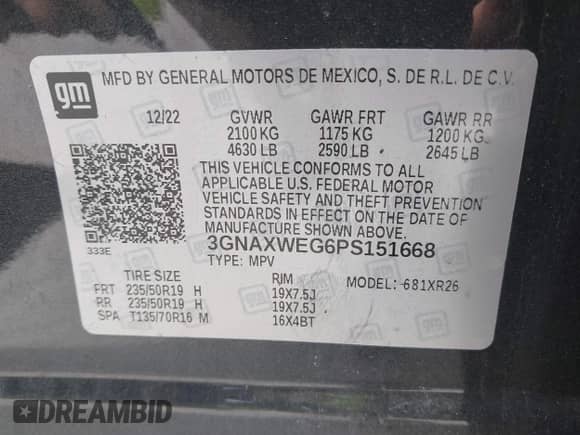 gm
MFD BY GENERAL MOTORS DE MEXICO, S. DE R.L. DE C.V.
12/22 GVWR GAWR FRT GAWR RR
2100 KG 1175 KG 1200 KG
4630 LB 2590 LB 2645 LB
THIS VEHICLE CONFORMS TO ALL
APPLICABLE U.S. FEDERAL MOTOR
VEHICLE SAFETY AND THEFT PREVENTION
STANDARDS IN EFFECT ON THE DATE OF
MANUFACTURE SHOWN ABOVE.
3GNAXWEG6PS151668
333E TYPE: MPV
TIRE SIZE RIM MODEL: 681XR26
FRT 235/50R19 H 19X7.5J
RR 235/50R19 H 19X7.5J
SPA T135/70R16 M 16X4BT
DREAMBID